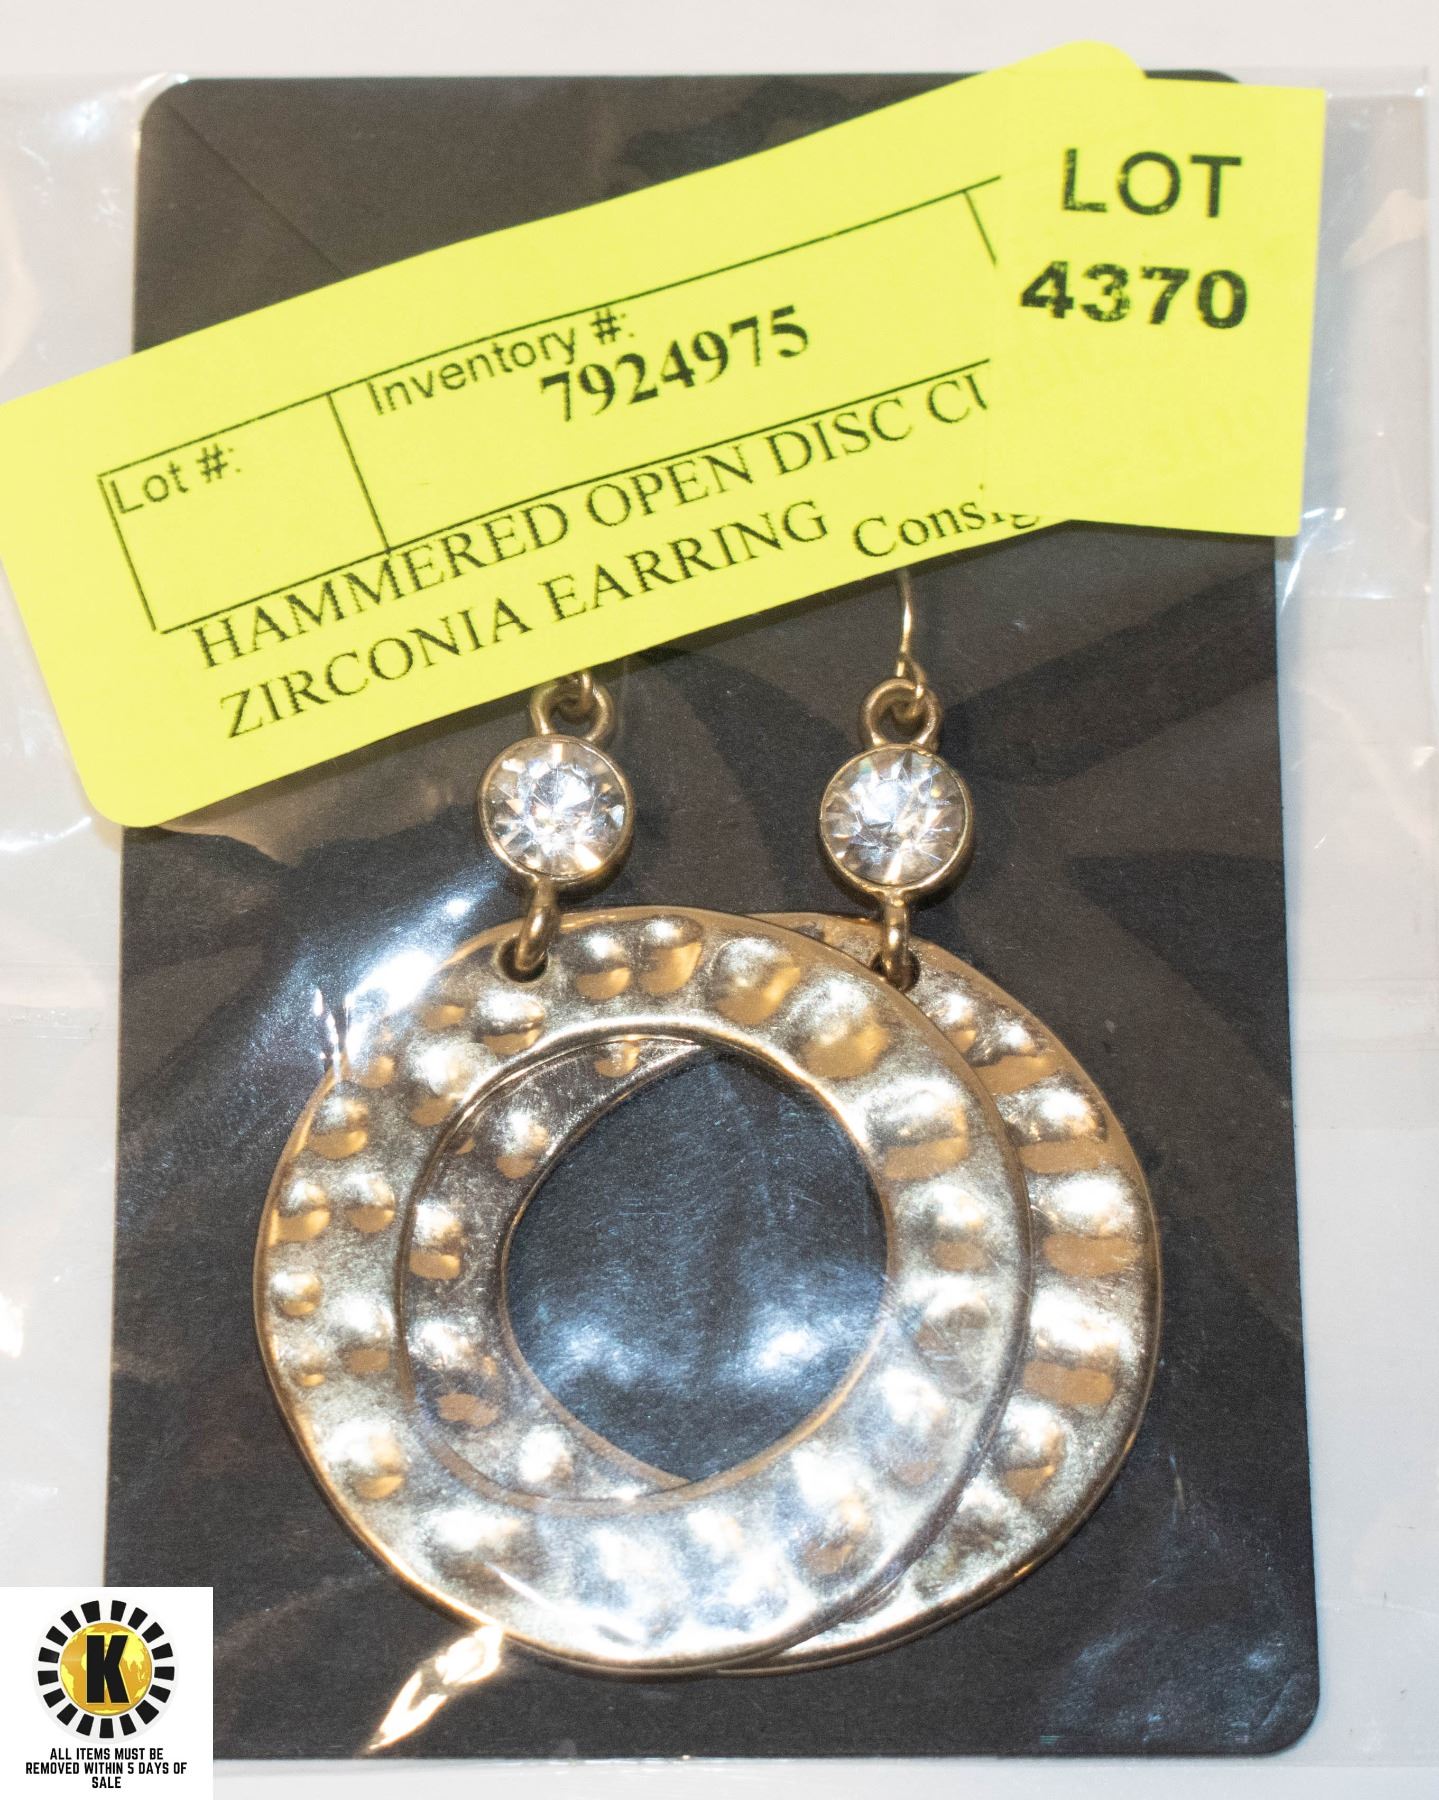 LOT
4370
Lot #:
Inventory #:
7924975
HAMMERED OPEN DISC
ZIRCONIA EARRING
K
ALL ITEMS MUST BE
REMOVED WITHIN 5 DAYS OF
SALE